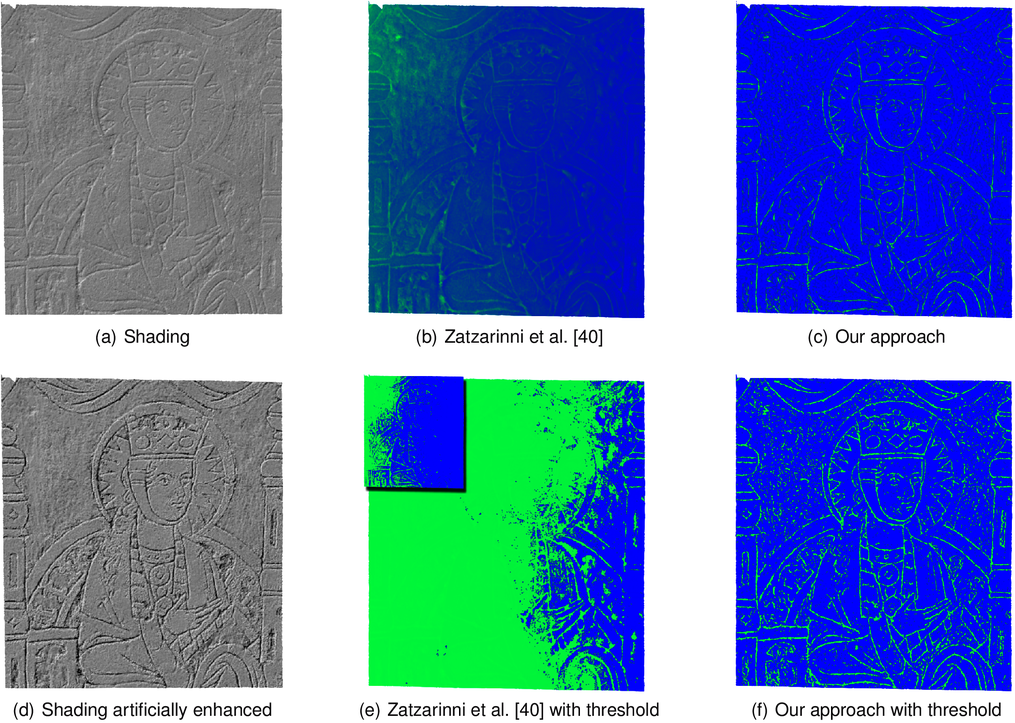 (a) Shading
(b) Zatzarinni et al. [40]
(c) Our approach
(d) Shading artificially enhanced
(e) Zatzarinni et al. [40] with threshold
(f) Our approach with threshold